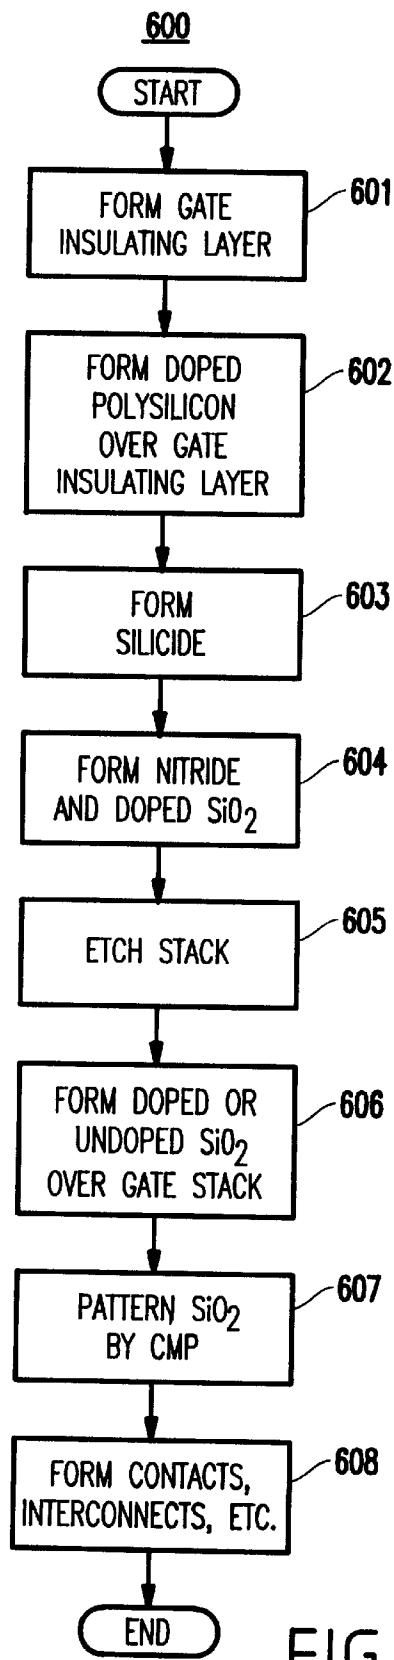 600
START
FORM GATE
INSULATING LAYER
601
FORM DOPED
POLYSILICON
OVER GATE
INSULATING LAYER
602
FORM
SILICIDE
603
FORM NITRIDE
AND DOPED SiO₂
604
ETCH STACK
605
FORM DOPED OR
UNDOPED SiO₂
OVER GATE STACK
606
PATTERN SiO₂
BY CMP
607
FORM CONTACTS,
INTERCONNECTS, ETC.
608
END
FIG